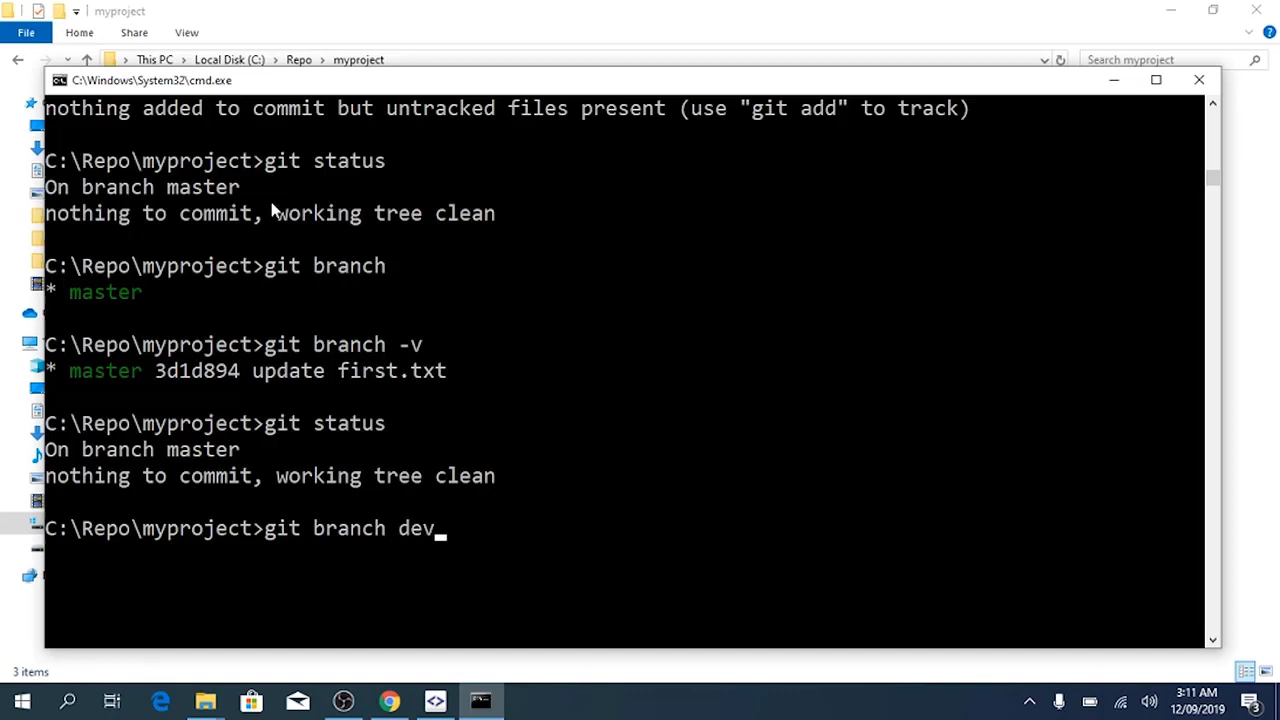 myproject
File Home Share View
This PC > Local Disk (C:) > Repo > myproject
Search myproject
C:\Windows\System32\cmd.exe
nothing added to commit but untracked files present (use "git add" to track)
C:\Repo\myproject>git status
On branch master
nothing to commit, working tree clean
C:\Repo\myproject>git branch
* master
C:\Repo\myproject>git branch -v
* master 3d1d894 update first.txt
C:\Repo\myproject>git status
On branch master
nothing to commit, working tree clean
C:\Repo\myproject>git branch dev
3 items
3:11 AM
12/09/2019
3